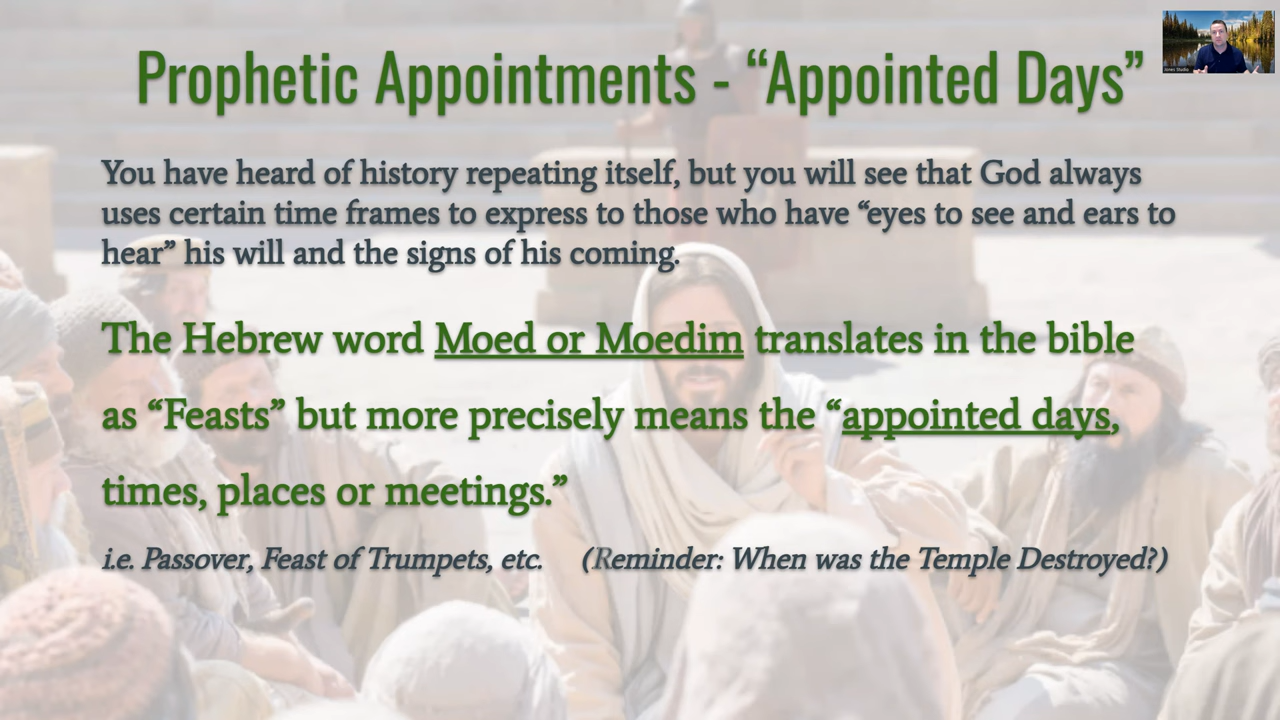 Prophetic Appointments - “Appointed Days”
Jones Studio
You have heard of history repeating itself, but you will see that God always
uses certain time frames to express to those who have “eyes to see and ears to
hear” his will and the signs of his coming.
The Hebrew word Moed or Moedim translates in the bible
as “Feasts” but more precisely means the “appointed days,
times, places or meetings.”
i.e. Passover, Feast of Trumpets, etc. (Reminder: When was the Temple Destroyed?)